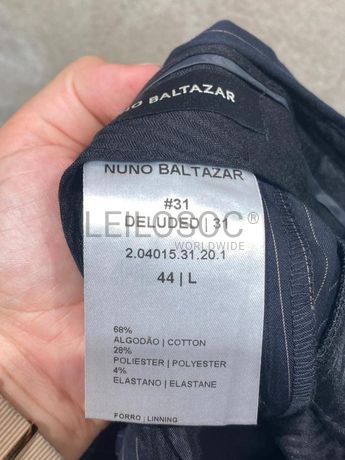 NUNO BALTAZAR
NUNO BALTAZAR
#31
DELUDED | 31
LEILOSOC®
WORLDWIDE
2.04015.31.20.1
44 | L
68%
ALGODÃO | COTTON
28%
POLIESTER | POLYESTER
4%
ELASTANO | ELASTANE
FORRO | LINNING